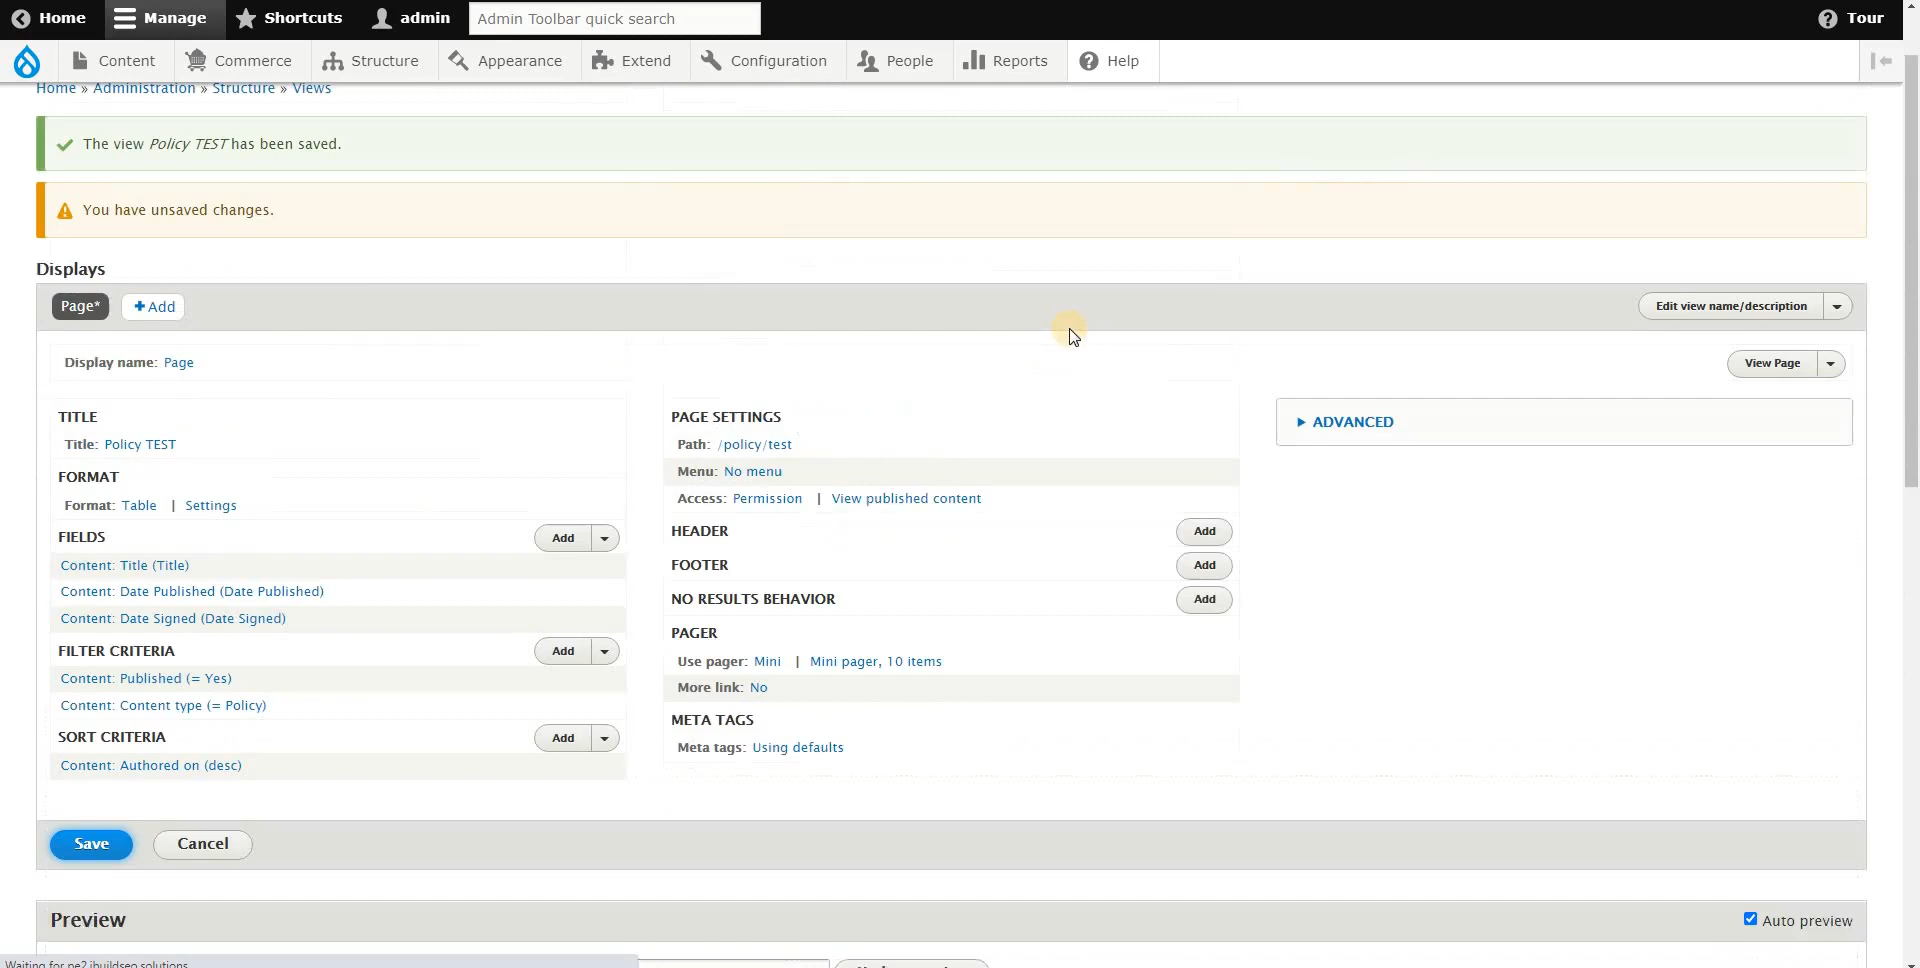 Home Manage Shortcuts admin Admin Toolbar quick search Tour
Content Commerce Structure Appearance Extend Configuration People Reports Help
Home » Administration » Structure » Views
The view Policy TEST has been saved.
You have unsaved changes.
Displays
Page* Add Edit view name/description
Display name: Page View Page
TITLE
Title: Policy TEST
FORMAT
Format: Table | Settings
FIELDS Add
Content: Title (Title)
Content: Date Published (Date Published)
Content: Date Signed (Date Signed)
FILTER CRITERIA Add
Content: Published (= Yes)
Content: Content type (= Policy)
SORT CRITERIA Add
Content: Authored on (desc)
PAGE SETTINGS
Path: /policy/test
Menu: No menu
Access: Permission | View published content
HEADER Add
FOOTER Add
NO RESULTS BEHAVIOR Add
PAGER
Use pager: Mini | Mini pager, 10 items
More link: No
META TAGS
Meta tags: Using defaults
ADVANCED
Save Cancel
Preview Auto preview
Waiting for